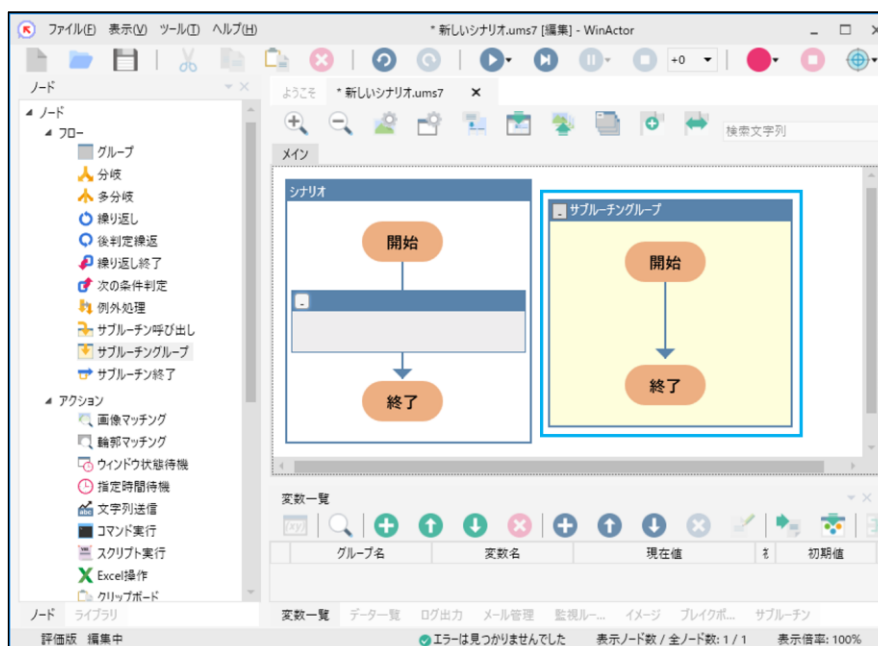 ファイル(F) 表示(V) ツール(T) ヘルプ(H) * 新しいシナリオ.ums7 [編集] - WinActor
+0
ノード
ようこそ * 新しいシナリオ.ums7
ノード
フロー
グループ
分岐
多分岐
繰り返し
後判定繰返
繰り返し終了
次の条件判定
例外処理
サブルーチン呼び出し
サブルーチングループ
サブルーチン終了
アクション
画像マッチング
輪郭マッチング
ウィンドウ状態待機
指定時間待機
文字列送信
コマンド実行
スクリプト実行
Excel操作
クリップボード
ノード ライブラリ
検索文字列
メイン
シナリオ
開始
終了
サブルーチングループ
開始
終了
変数一覧
グループ名 変数名 現在値 初期値
変数一覧 データ一覧 ログ出力 メール管理 監視ルー... イメージ ブレイクポ... サブルーチン
評価版 編集中 エラーは見つかりませんでした 表示ノード数 / 全ノード数: 1 / 1 表示倍率: 100%